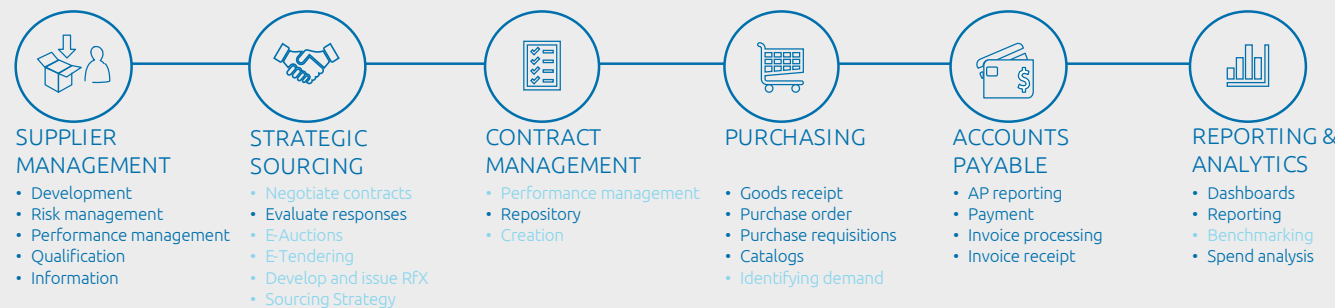 $
SUPPLIER
MANAGEMENT
• Development
• Risk management
• Performance management
• Qualification
• Information
STRATEGIC
SOURCING
• Negotiate contracts
• Evaluate responses
• E-Auctions
• E-Tendering
• Develop and issue RfX
• Sourcing Strategy
CONTRACT
MANAGEMENT
• Performance management
• Repository
• Creation
PURCHASING
• Goods receipt
• Purchase order
• Purchase requisitions
• Catalogs
• Identifying demand
ACCOUNTS
PAYABLE
• AP reporting
• Payment
• Invoice processing
• Invoice receipt
REPORTING &
ANALYTICS
• Dashboards
• Reporting
• Benchmarking
• Spend analysis